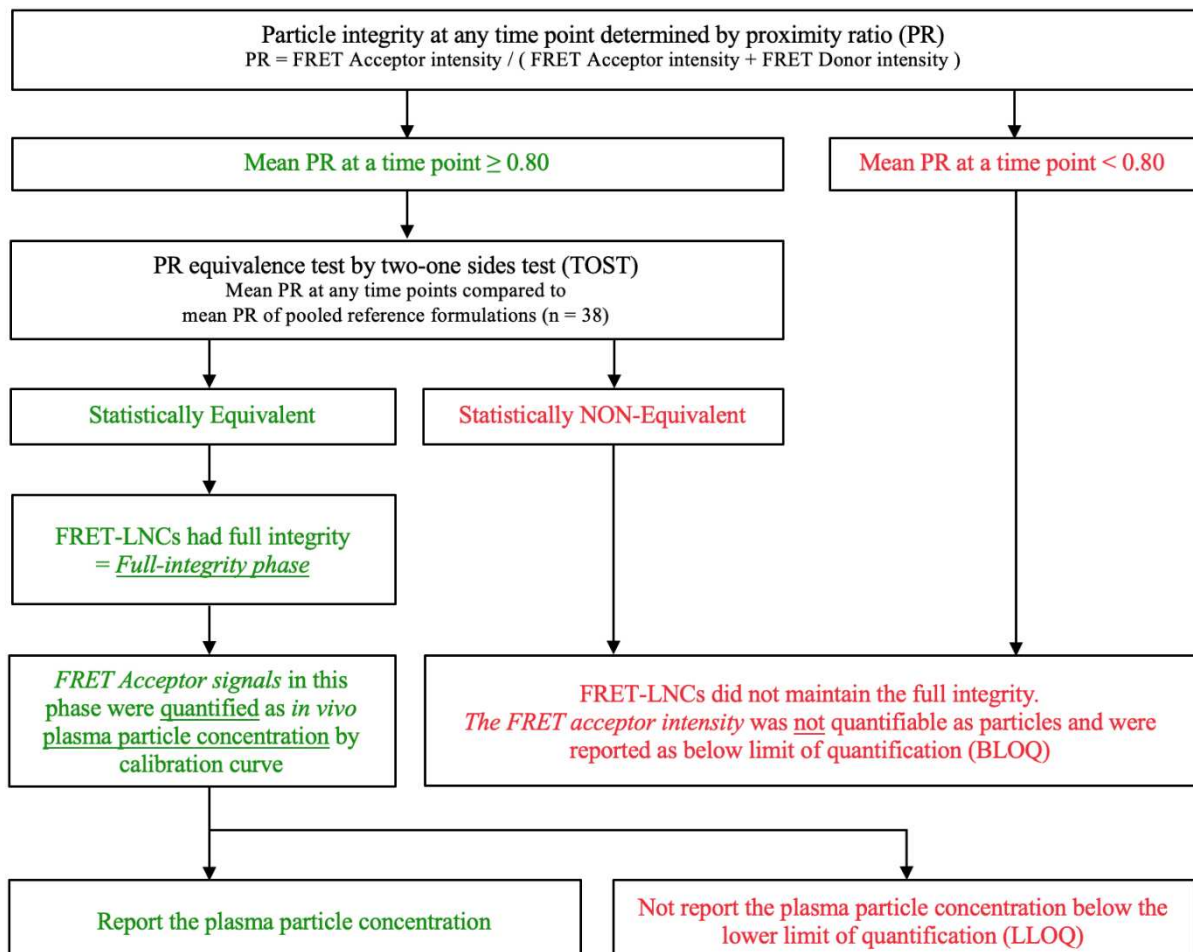 Particle integrity at any time point determined by proximity ratio (PR)
PR = FRET Acceptor intensity / ( FRET Acceptor intensity + FRET Donor intensity )
Mean PR at a time point ≥ 0.80
Mean PR at a time point < 0.80
PR equivalence test by two-one sides test (TOST)
Mean PR at any time points compared to
mean PR of pooled reference formulations (n = 38)
Statistically Equivalent
Statistically NON-Equivalent
FRET-LNCs had full integrity
= Full-integrity phase
FRET Acceptor signals in this
phase were quantified as in vivo
plasma particle concentration by
calibration curve
FRET-LNCs did not maintain the full integrity.
The FRET acceptor intensity was not quantifiable as particles and were
reported as below limit of quantification (BLOQ)
Report the plasma particle concentration
Not report the plasma particle concentration below the
lower limit of quantification (LLOQ)